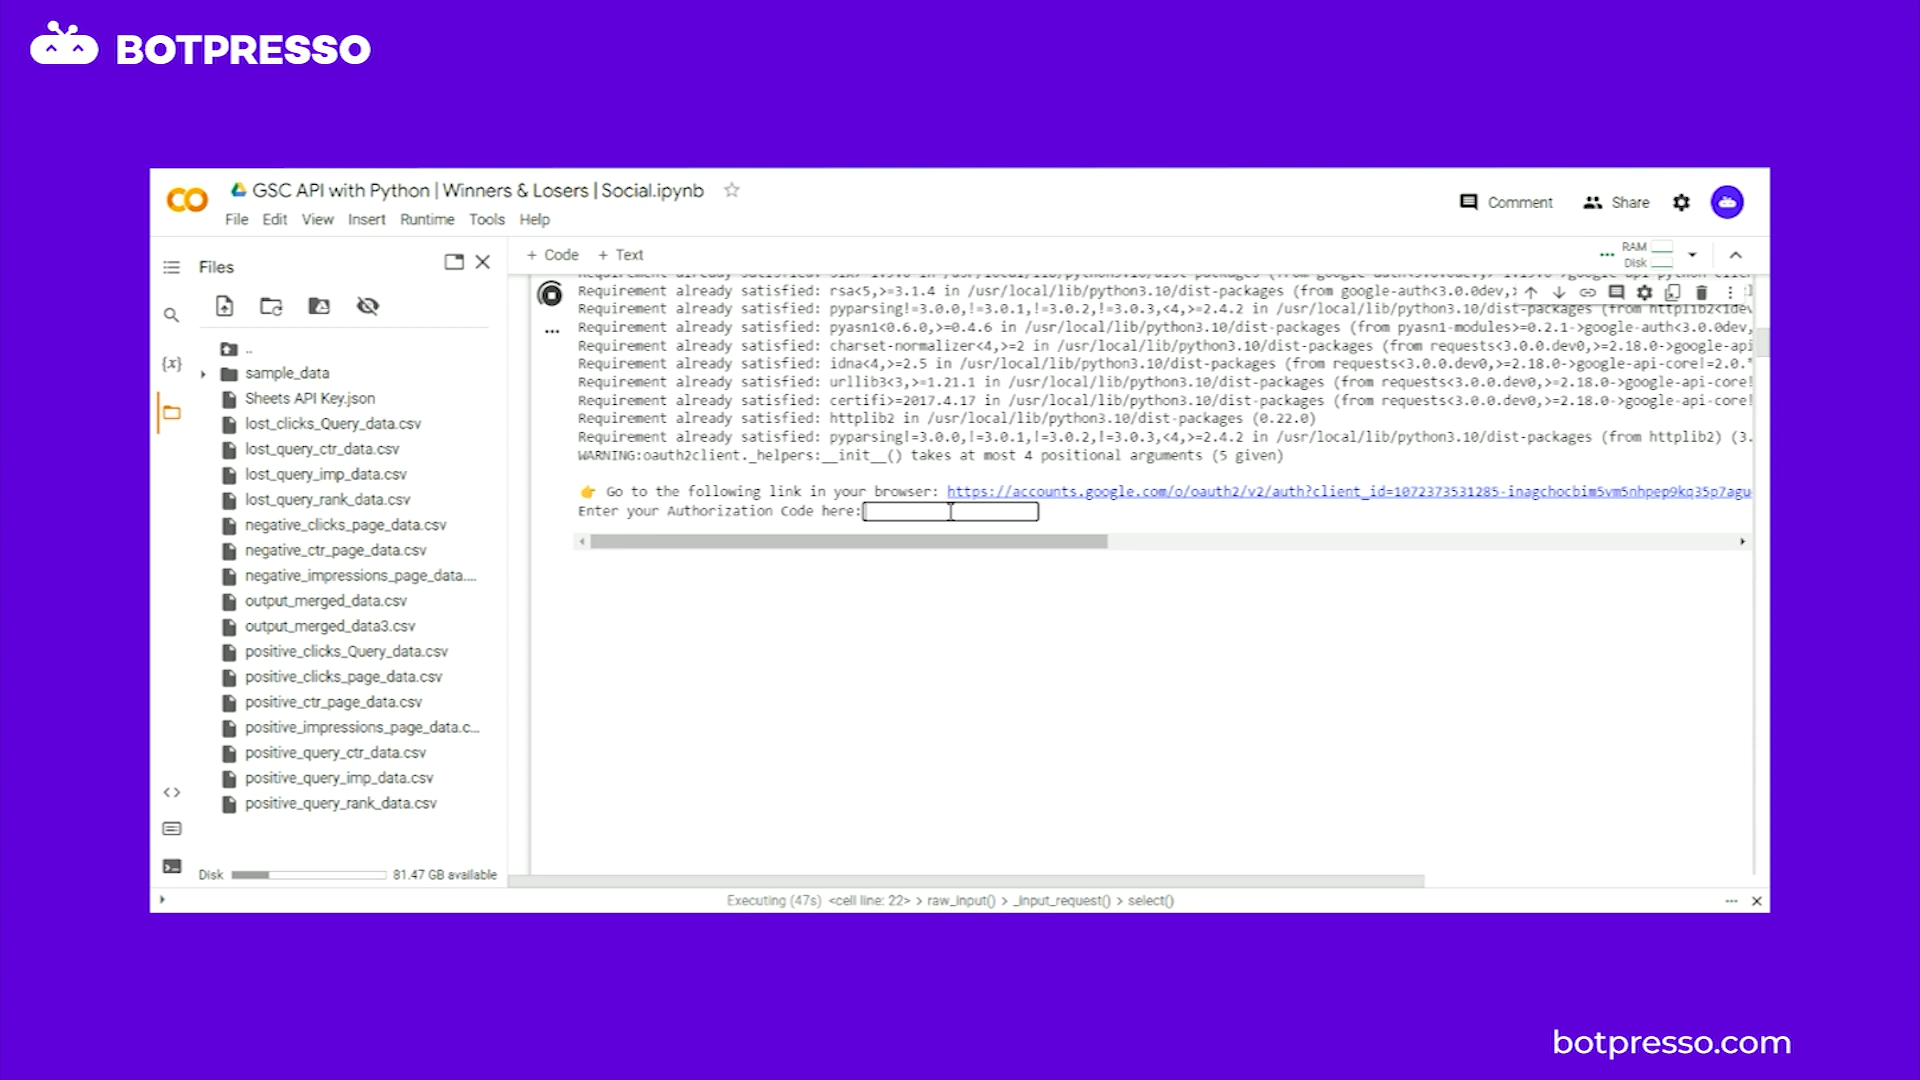 BOTPRESSO
GSC API with Python | Winners & Losers | Social.ipynb
Comment
Share
File Edit View Insert Runtime Tools Help
Files
+ Code + Text
RAM
Disk
..
sample_data
Sheets API Key.json
lost_clicks_Query_data.csv
lost_query_ctr_data.csv
lost_query_imp_data.csv
lost_query_rank_data.csv
negative_clicks_page_data.csv
negative_ctr_page_data.csv
negative_impressions_page_data....
output_merged_data.csv
output_merged_data3.csv
positive_clicks_Query_data.csv
positive_clicks_page_data.csv
positive_ctr_page_data.csv
positive_impressions_page_data.c...
positive_query_ctr_data.csv
positive_query_imp_data.csv
positive_query_rank_data.csv
Disk 81.47 GB available
Requirement already satisfied: rsa<5,>=3.1.4 in /usr/local/lib/python3.10/dist-packages (from google-auth<3.0.0dev,
Requirement already satisfied: pyparsing!=3.0.0,!=3.0.1,!=3.0.2,!=3.0.3,<4,>=2.4.2 in /usr/local/lib/python3.10/dist-packages (from httplib2<1dev
Requirement already satisfied: pyasn1<0.6.0,>=0.4.6 in /usr/local/lib/python3.10/dist-packages (from pyasn1-modules>=0.2.1->google-auth<3.0.0dev,
Requirement already satisfied: charset-normalizer<4,>=2 in /usr/local/lib/python3.10/dist-packages (from requests<3.0.0.dev0,>=2.18.0->google-api
Requirement already satisfied: idna<4,>=2.5 in /usr/local/lib/python3.10/dist-packages (from requests<3.0.0.dev0,>=2.18.0->google-api-core!=2.0.*
Requirement already satisfied: urllib3<3,>=1.21.1 in /usr/local/lib/python3.10/dist-packages (from requests<3.0.0.dev0,>=2.18.0->google-api-core!
Requirement already satisfied: certifi>=2017.4.17 in /usr/local/lib/python3.10/dist-packages (from requests<3.0.0.dev0,>=2.18.0->google-api-core!
Requirement already satisfied: httplib2 in /usr/local/lib/python3.10/dist-packages (0.22.0)
Requirement already satisfied: pyparsing!=3.0.0,!=3.0.1,!=3.0.2,!=3.0.3,<4,>=2.4.2 in /usr/local/lib/python3.10/dist-packages (from httplib2) (3.
WARNING:oauth2client._helpers:__init__() takes at most 4 positional arguments (5 given)
👉 Go to the following link in your browser: https://accounts.google.com/o/oauth2/v2/auth?client_id=1072373531285-inagchocbim5vm5nhpep9kq35p7agu
Enter your Authorization Code here:
Executing (47s) <cell line: 22> > raw_input() > _input_request() > select()
botpresso.com